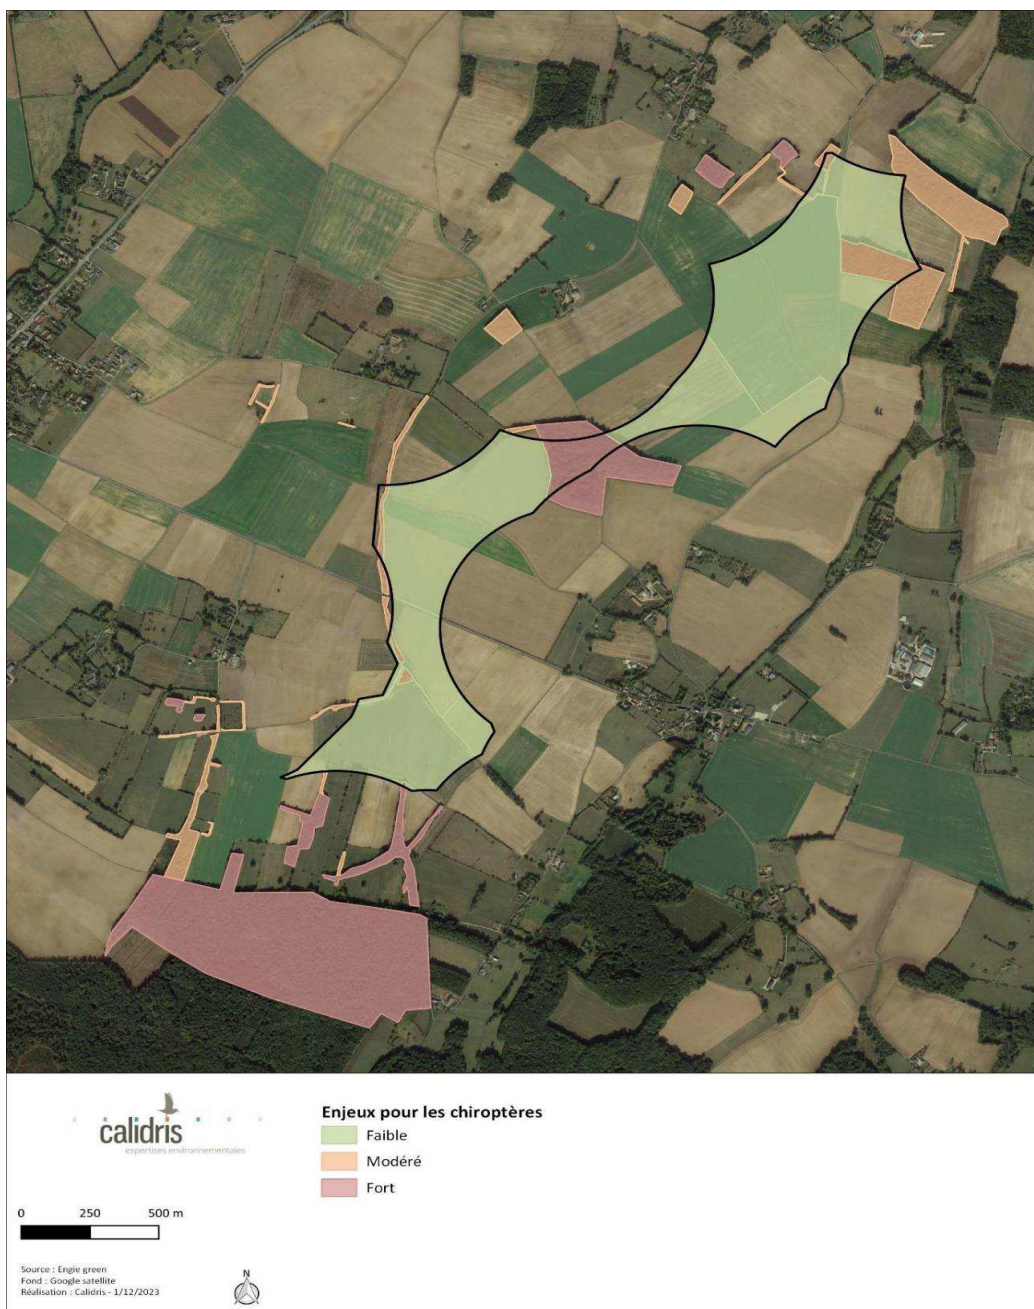 calidris
expertises environnementales
Enjeux pour les chiroptères
Faible
Modéré
Fort
0 250 500 m
Source : Engie green
Fond : Google satellite
Réalisation : Calidris - 1/12/2023
N